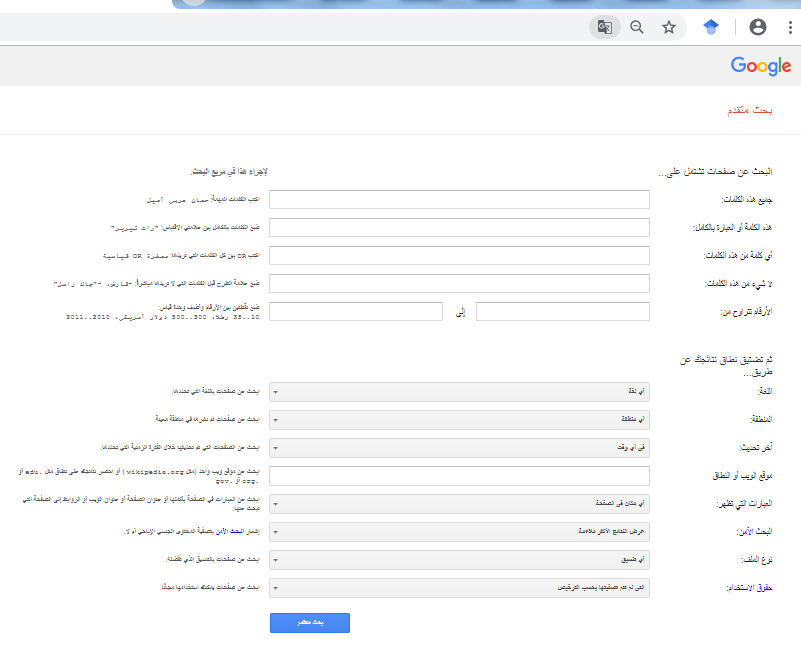 Google
بحث متقدم
البحث عن صفحات تشتمل على...
لإجراء هذا في مربع البحث.
جميع هذه الكلمات:
اكتب الكلمات المهمة: حصان عربي أصيل
هذه الكلمة أو العبارة بالكامل:
ضع الكلمات بالكامل بين علامتي الاقتباس: "رات تيريير"
أي كلمة من هذه الكلمات:
اكتب OR بين كل الكلمات التي تريدها: مصغرة OR قياسية
لا شيء من هذه الكلمات:
ضع علامة الطرح قبل الكلمات التي لا تريدها مباشرةً: -قارض، -"جاك راسل"
الأرقام تتراوح من:
إلى
ضع نقطتين بين الأرقام وأضف وحدة قياس:
10..35 رطلا، 300..500 دولار أمريكي، 2010..2011
ثم تضييق نطاق نتائجك عن
طريق...
اللغة:
أي لغة
ابحث عن صفحات باللغة التي تحددها.
المنطقة:
أي منطقة
ابحث عن صفحات تم نشرها في منطقة معينة.
آخر تحديث:
في أي وقت
ابحث عن الصفحات التي تم تحديثها خلال الفترة الزمنية التي تحددها.
موقع الويب أو النطاق
ابحث عن موقع ويب واحد (مثل wikipedia.org) أو اختصر نتائجك على نطاق مثل .edu أو
.org أو .gov
العبارات التي تظهر:
أي مكان في الصفحة
ابحث عن العبارات في الصفحة بأكملها أو عنوان الصفحة أو عنوان الويب أو الروابط إلى الصفحة التي
تبحث عنها.
البحث الآمن:
عرض النتائج الأكثر ملاءمة
إشعار البحث الآمن بتصفية المحتوى الجنسي الإباحي أم لا.
نوع الملف:
أي تنسيق
ابحث عن صفحات بالتنسيق الذي تفضله.
حقوق الاستخدام:
التي لم تتم تصفيتها بحسب الترخيص
ابحث عن صفحات يمكنك استخدامها مجانًا.
بحث متقدم